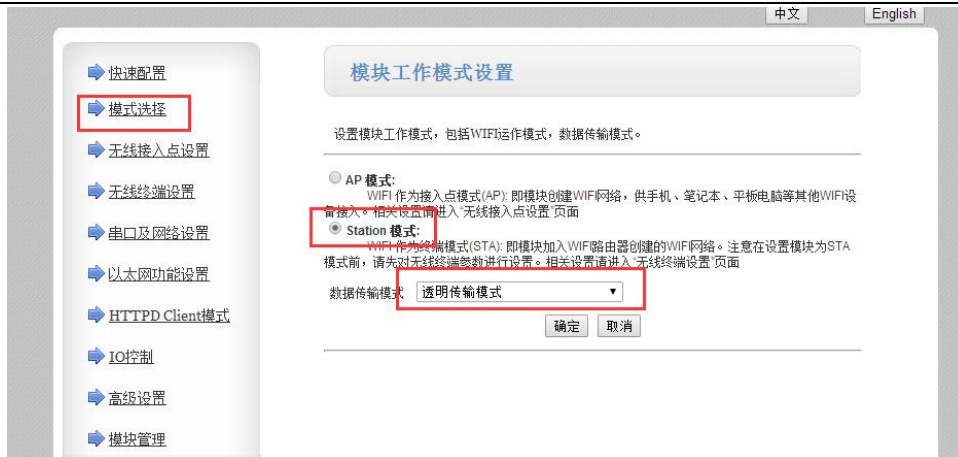 中文 English
快速配置
模式选择
无线接入点设置
无线终端设置
串口及网络设置
以太网功能设置
HTTPD Client模式
IO控制
高级设置
模块管理
模块工作模式设置
设置模块工作模式，包括WIFI运作模式，数据传输模式。
AP 模式:
WIFI 作为接入点模式(AP): 即模块创建WIFI网络，供手机、笔记本、平板电脑等其他WIFI设
备接入。相关设置请进入“无线接入点设置”页面
Station 模式:
WIFI 作为终端模式(STA): 即模块加入WIFI路由器创建的WIFI网络。注意在设置模块为STA
模式前，请先对无线终端参数进行设置。相关设置请进入“无线终端设置”页面
数据传输模式 透明传输模式
确定 取消